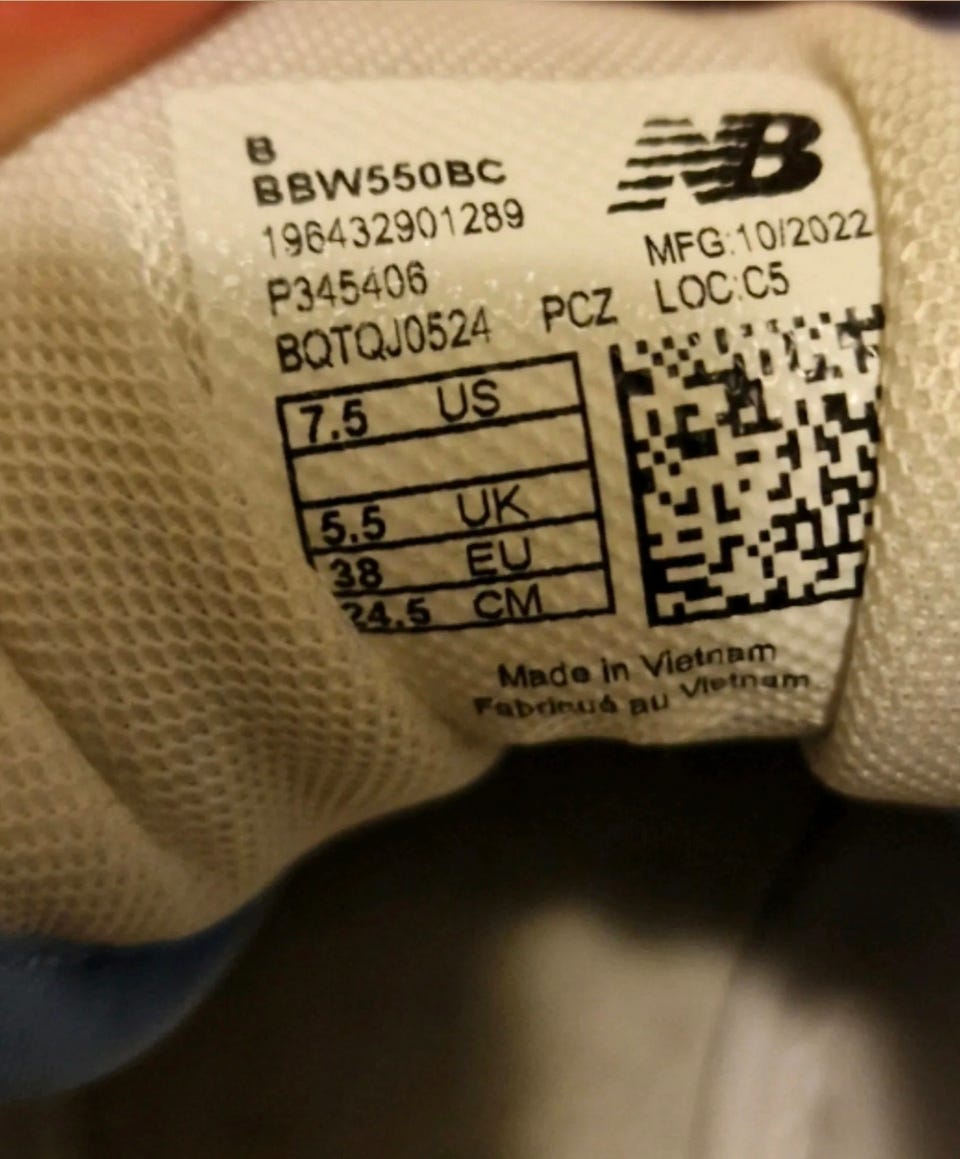 B
BBW550BC
196432901289
P345406
BQTQJ0524 PCZ
NB
MFG:10/2022
LOC:C5
7.5 US
5.5 UK
38 EU
24.5 CM
Made in Vietnam
Fabriqué au Vietnam